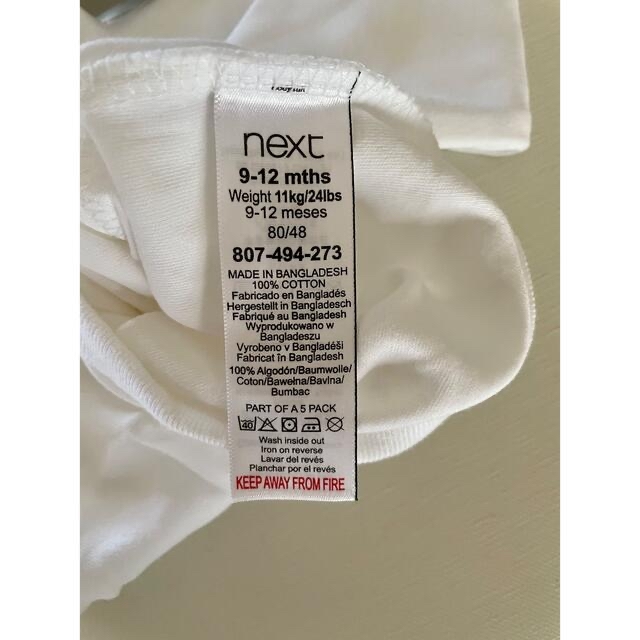 next
9-12 mths
Weight 11kg/24lbs
9-12 meses
80/48
807-494-273
MADE IN BANGLADESH
100% COTTON
Fabricado en Bangladés
Hergestellt in Bangladesch
Fabriqué au Bangladesh
Wyprodukowano w
Bangladeszu
Vyrobeno v Bangladéši
Fabricat în Bangladesh
100% Algodón/Baumwolle/
Coton/Bawełna/Bavlna/
Bumbac
PART OF A 5 PACK
40
Wash inside out
Iron on reverse
Lavar del revés
Planchar por el revés
KEEP AWAY FROM FIRE